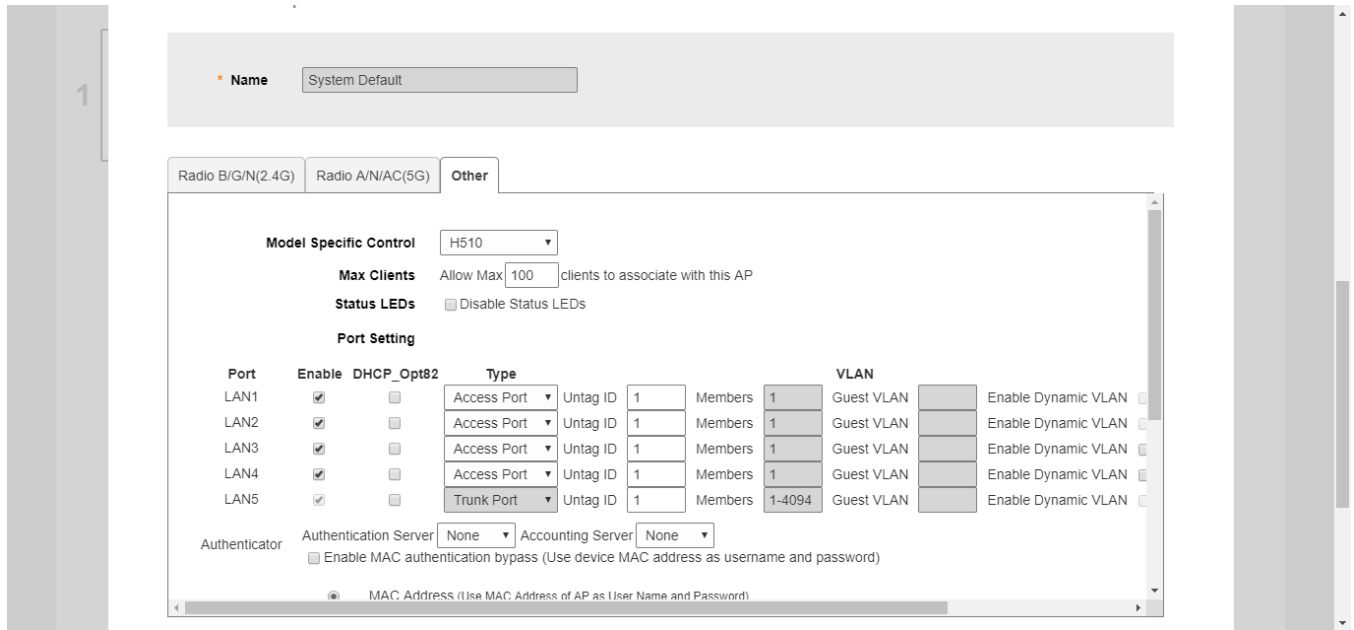 * Name System Default
1
Radio B/G/N(2.4G) Radio A/N/AC(5G) Other
Model Specific Control H510
Max Clients Allow Max 100 clients to associate with this AP
Status LEDs Disable Status LEDs
Port Setting
Port Enable DHCP_Opt82 Type VLAN
LAN1 Access Port Untag ID 1 Members 1 Guest VLAN Enable Dynamic VLAN
LAN2 Access Port Untag ID 1 Members 1 Guest VLAN Enable Dynamic VLAN
LAN3 Access Port Untag ID 1 Members 1 Guest VLAN Enable Dynamic VLAN
LAN4 Access Port Untag ID 1 Members 1 Guest VLAN Enable Dynamic VLAN
LAN5 Trunk Port Untag ID 1 Members 1-4094 Guest VLAN Enable Dynamic VLAN
Authenticator Authentication Server None Accounting Server None
Enable MAC authentication bypass (Use device MAC address as username and password)
MAC Address (Use MAC Address of AP as User Name and Password)